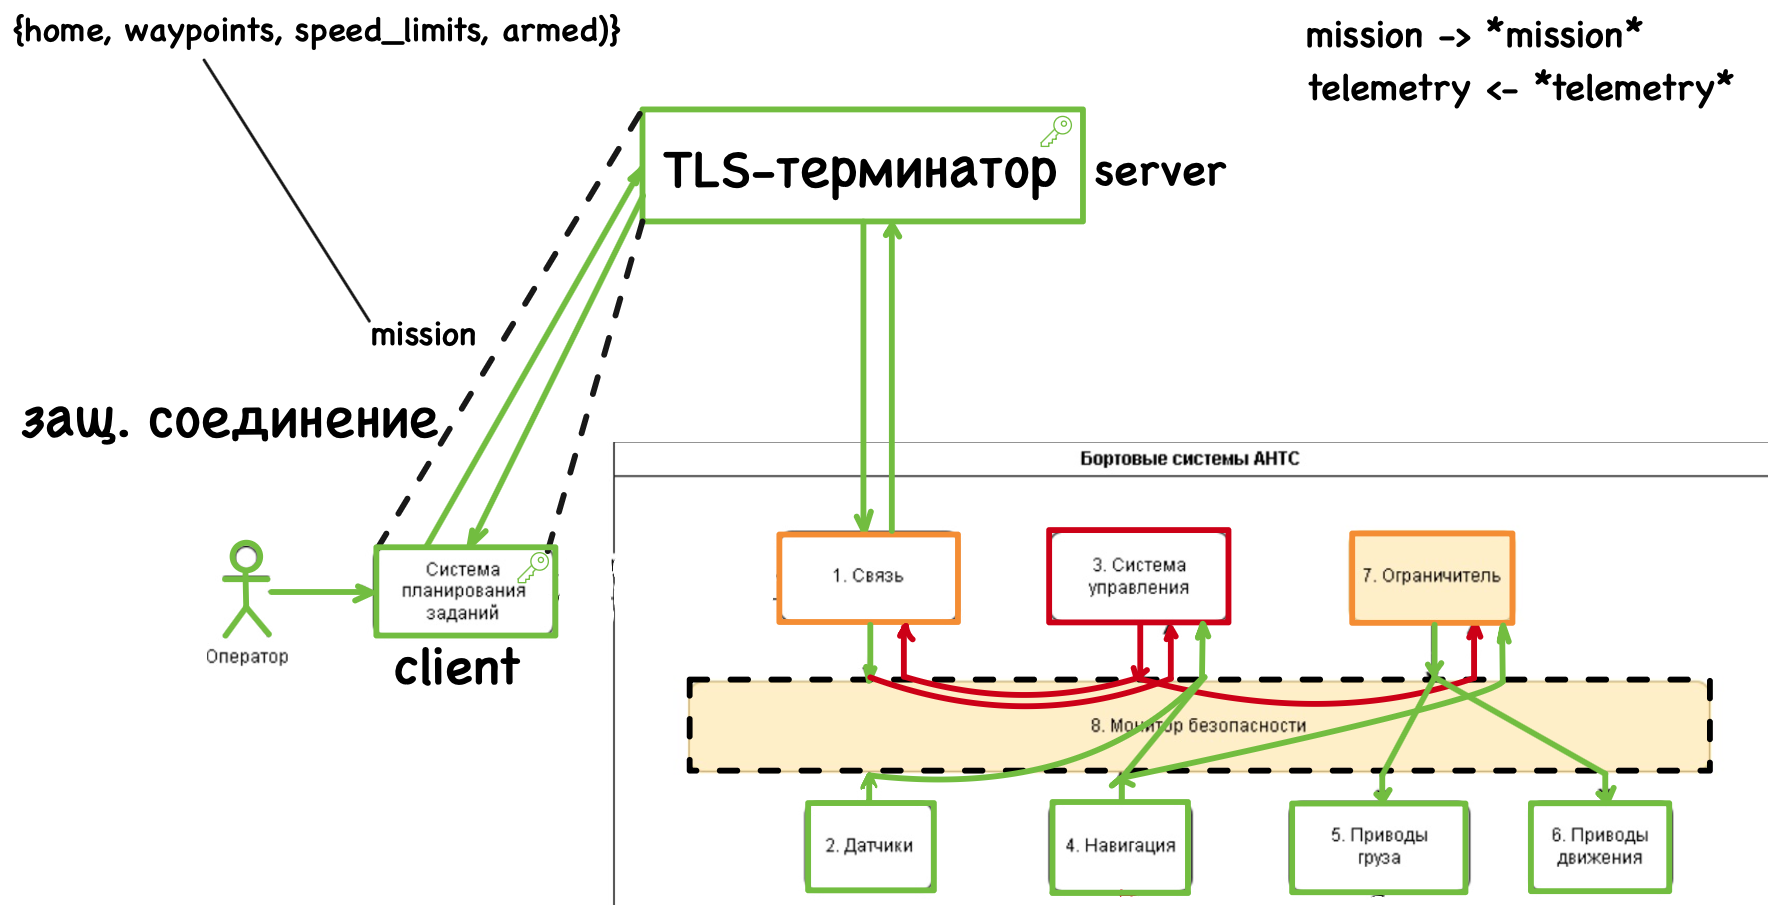 {home, waypoints, speed_limits, armed)}
mission -> *mission*
telemetry <- *telemetry*
TLS-терминатор
server
mission
защ. соединение
Бортовые системы АНТС
Система
планирования
заданий
Оператор
client
1. Связь
3. Система
управления
7. Ограничитель
8. Монитор безопасности
2. Датчики
4. Навигация
5. Приводы
груза
6. Приводы
движения